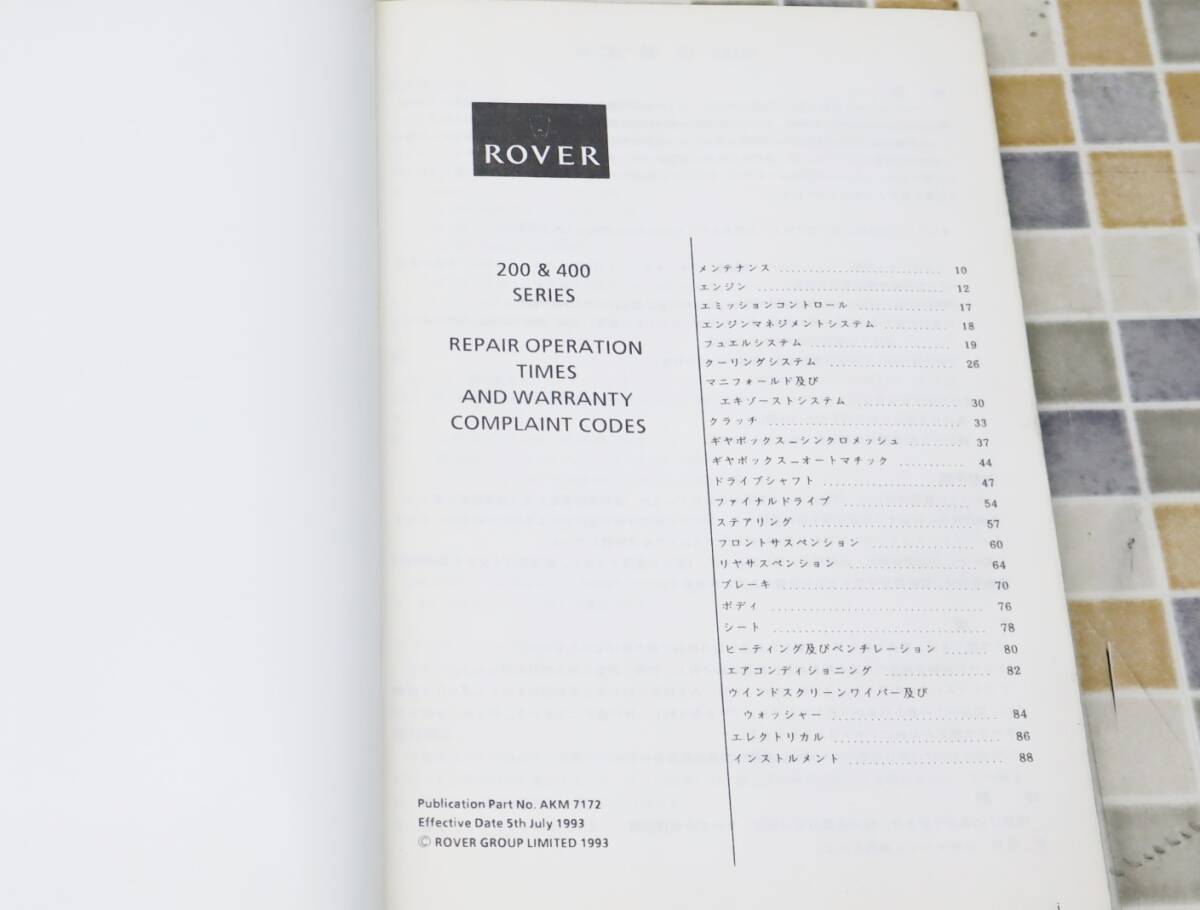 ROVER
200 & 400
SERIES
REPAIR OPERATION
TIMES
AND WARRANTY
COMPLAINT CODES
メンテナンス 10
エンジン 12
エミッションコントロール 17
エンジンマネジメントシステム 18
フュエルシステム 19
クーリングシステム 26
マニフォールド及び
エキゾーストシステム 30
クラッチ 33
ギヤボックス－シンクロメッシュ 37
ギヤボックス－オートマチック 44
ドライブシャフト 47
ファイナルドライブ 54
ステアリング 57
フロントサスペンション 60
リヤサスペンション 64
ブレーキ 70
ボディ 76
シート 78
ヒーティング及びベンチレーション 80
エアコンディショニング 82
ウインドスクリーンワイパー及び
ウォッシャー 84
エレクトリカル 86
インストルメント 88
Publication Part No. AKM 7172
Effective Date 5th July 1993
© ROVER GROUP LIMITED 1993
i